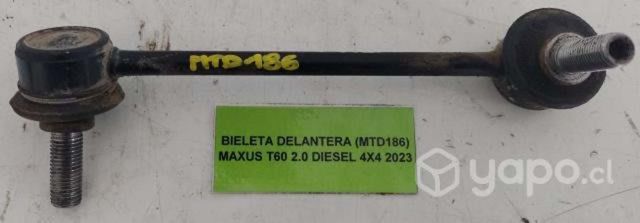 MTD186
BIELETA DELANTERA (MTD186)
MAXUS T60 2.0 DIESEL 4X4 2023
yapo.cl